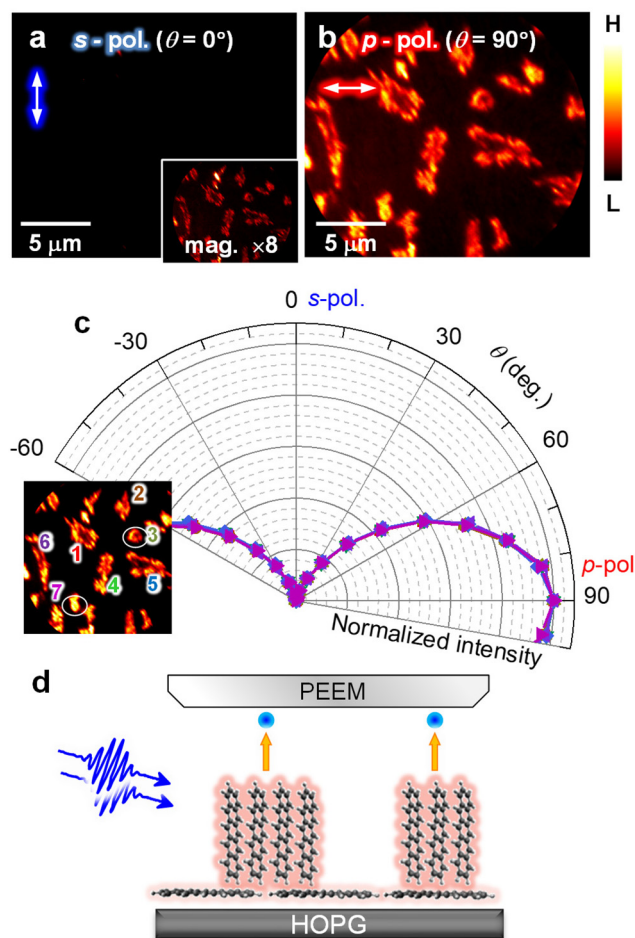 a s - pol. (θ = 0°)
5 μm
mag. ×8
b p - pol. (θ = 90°)
5 μm
H
L
c
0 s-pol.
-30
30
θ (deg.)
-60
60
p-pol
90
Normalized intensity
1
2
3
4
5
6
7
d
PEEM
HOPG